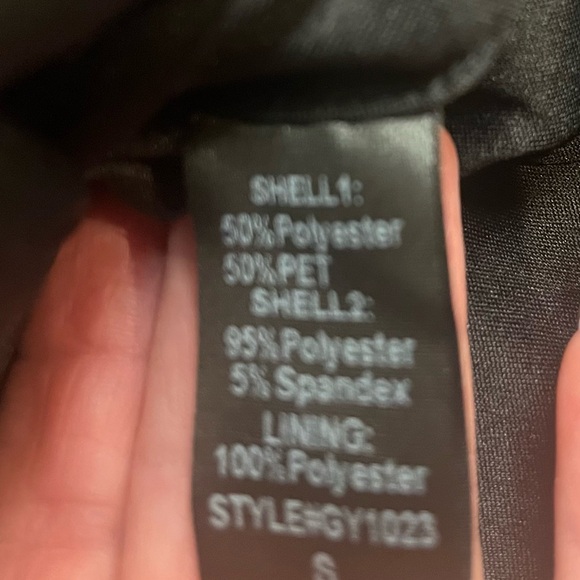 SHELL1:
50%Polyester
50%PET
SHELL2:
95%Polyester
5% Spandex
LINING:
100%Polyester
STYLE#GY1023
S